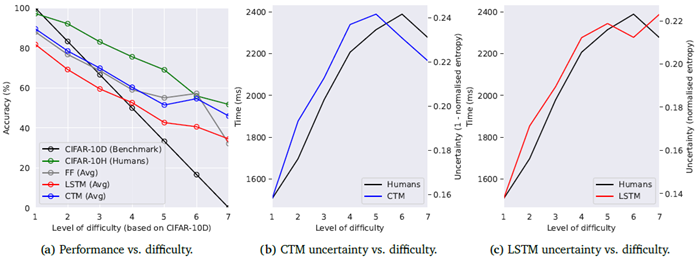 100
80
60
40
20
0
Accuracy (%)
CIFAR-10D (Benchmark)
CIFAR-10H (Humans)
FF (Avg)
LSTM (Avg)
CTM (Avg)
1 2 3 4 5 6 7
Level of difficulty (based on CIFAR-10D)
(a) Performance vs. difficulty.
2400
2200
2000
1800
1600
Time (ms)
0.24
0.22
0.20
0.18
0.16
Uncertainty (1 - normalised entropy)
Humans
CTM
1 2 3 4 5 6 7
Level of difficulty
(b) CTM uncertainty vs. difficulty.
2400
2200
2000
1800
1600
Time (ms)
0.22
0.20
0.18
0.16
0.14
Uncertainty (normalised entropy)
Humans
LSTM
1 2 3 4 5 6 7
Level of difficulty
(c) LSTM uncertainty vs. difficulty.